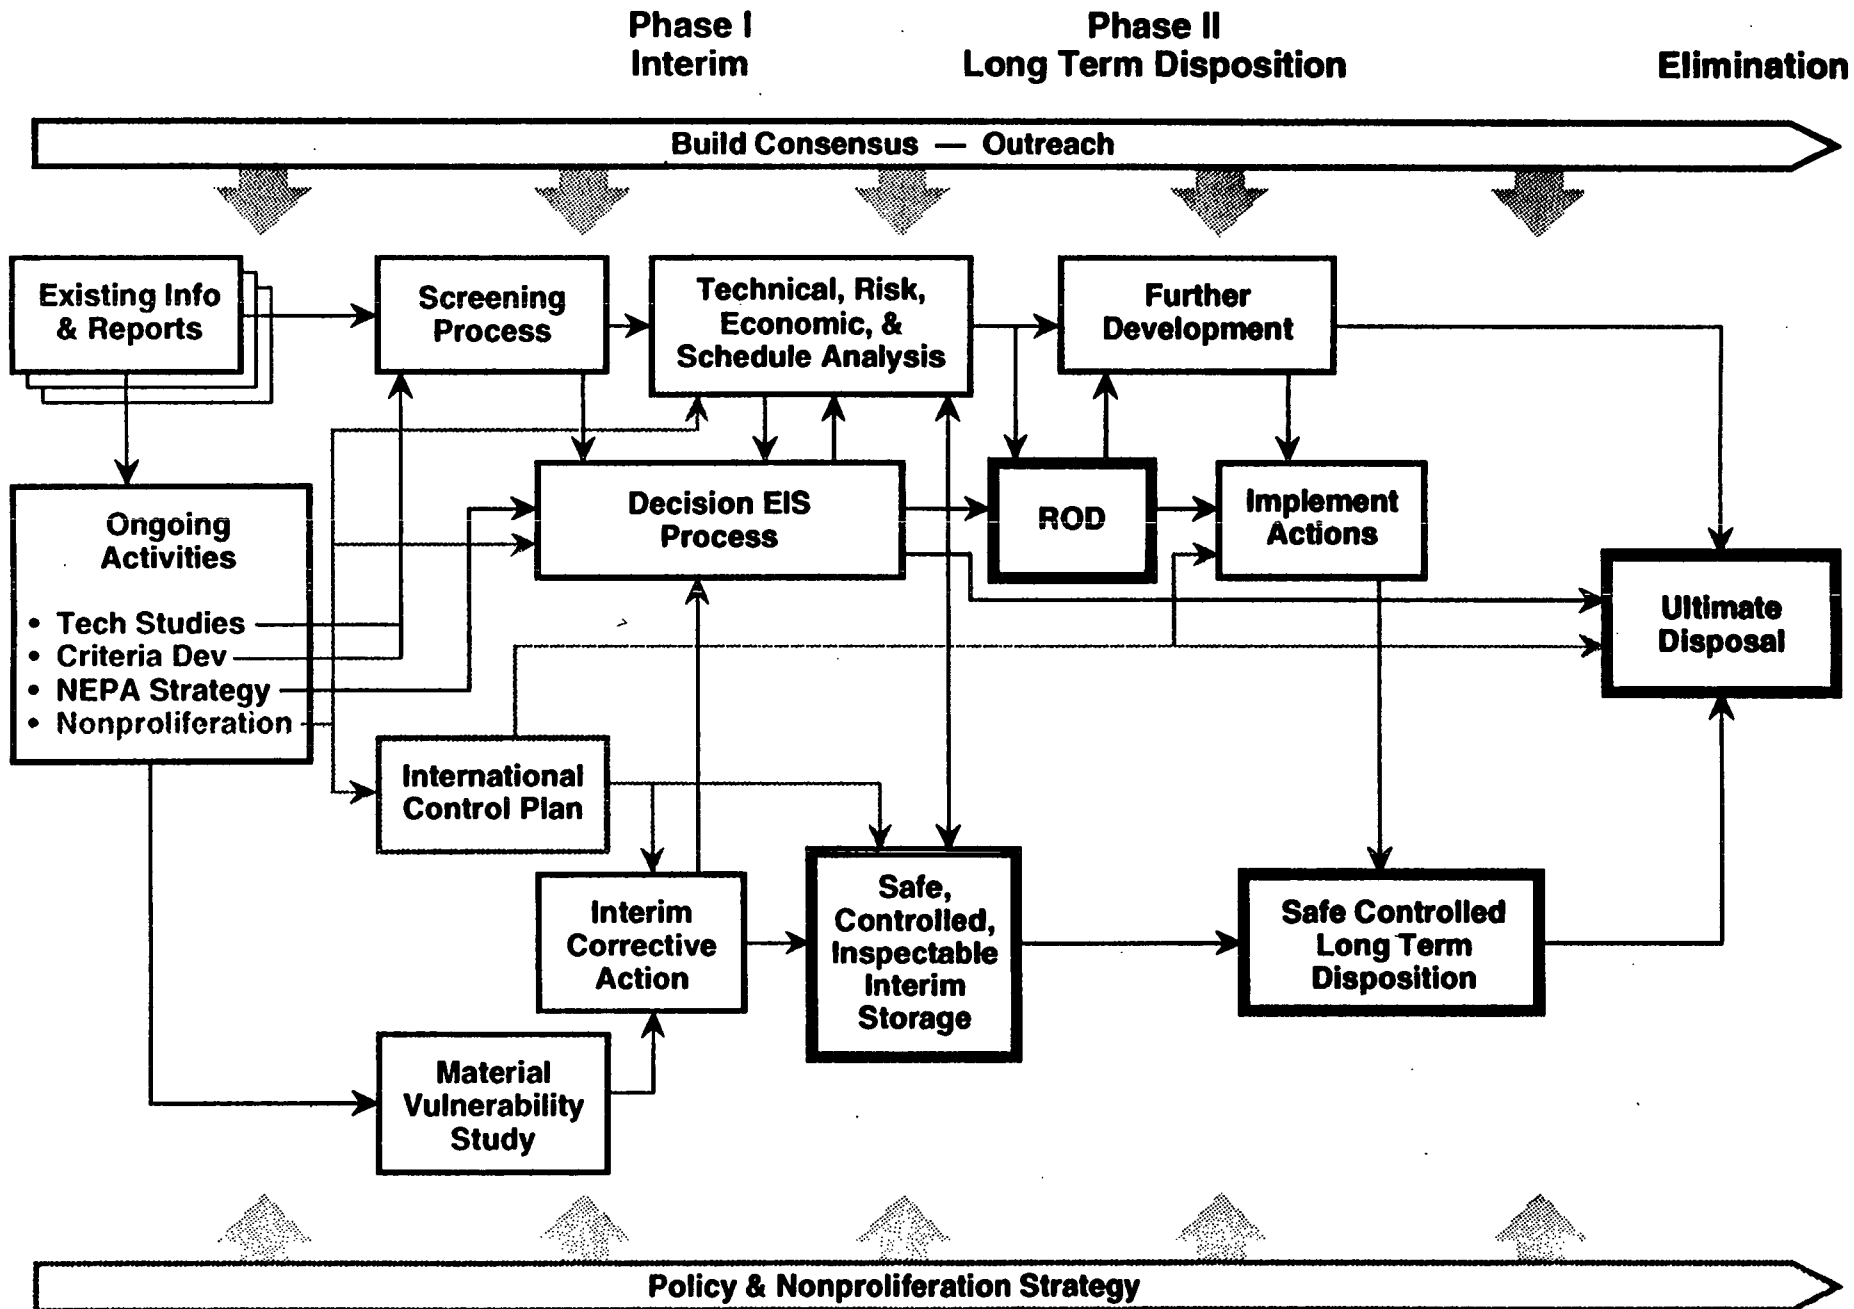 Phase I
Interim
Phase II
Long Term Disposition
Elimination
Build Consensus — Outreach
Existing Info
& Reports
Screening
Process
Technical, Risk,
Economic, &
Schedule Analysis
Further
Development
Ongoing
Activities
• Tech Studies
• Criteria Dev
• NEPA Strategy
• Nonproliferation
Decision EIS
Process
ROD
Implement
Actions
Ultimate
Disposal
International
Control Plan
Interim
Corrective
Action
Safe,
Controlled,
Inspectable
Interim
Storage
Safe Controlled
Long Term
Disposition
Material
Vulnerability
Study
Policy & Nonproliferation Strategy